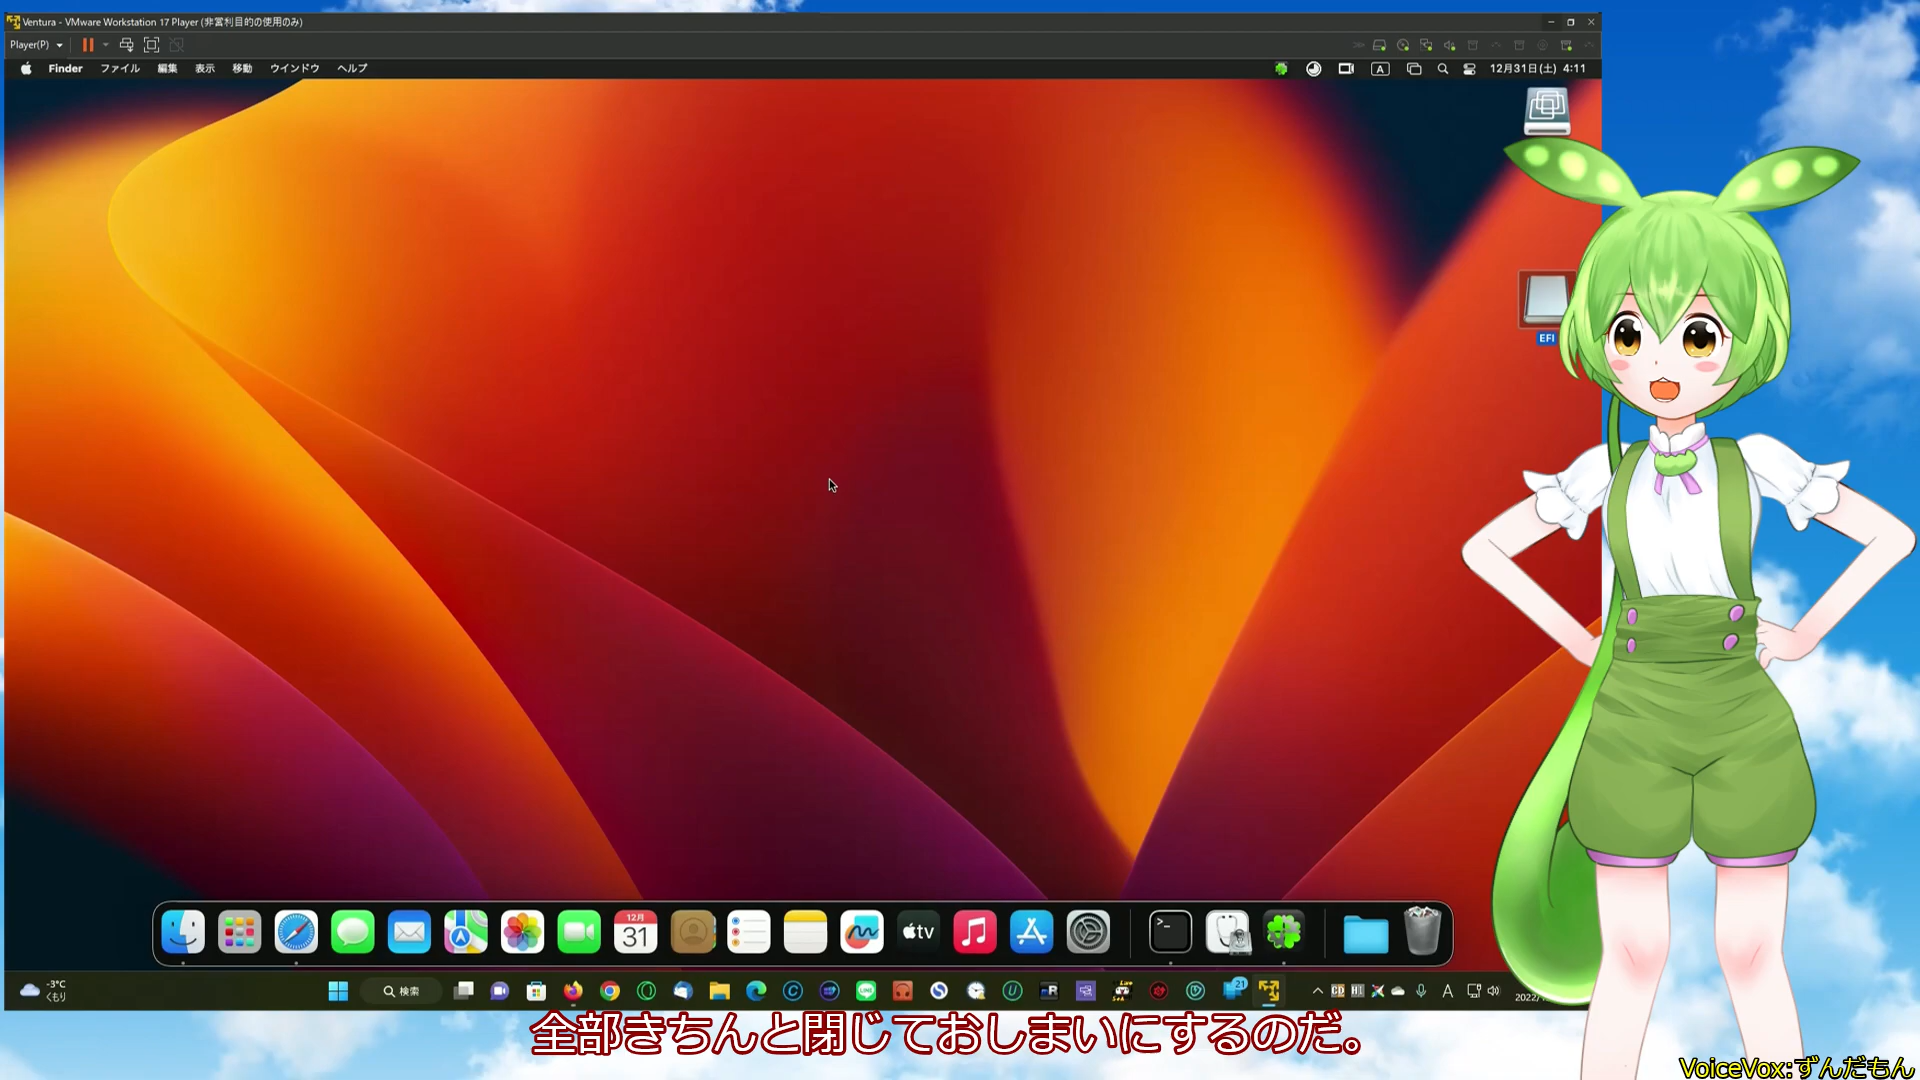 Ventura - VMware Workstation 17 Player (非営利目的の使用のみ)
Player(P)
Finder ファイル 編集 表示 移動 ウインドウ ヘルプ
A
12月31日(土) 4:11
EFI
12月
31
tv
-3°C
くもり
検索
LINE
21
CD
A
2022/
全部きちんと閉じておしまいにするのだ。
VoiceVox:ずんだもん